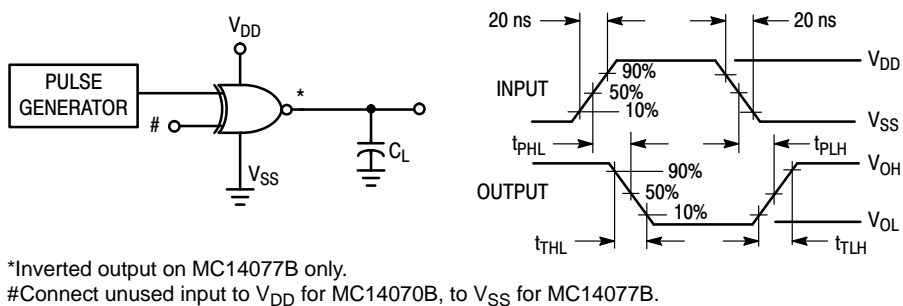 20 ns
20 ns
V_DD
PULSE
GENERATOR
*
#
C_L
V_SS
INPUT
90%
50%
10%
V_DD
V_SS
t_PHL
t_PLH
OUTPUT
90%
50%
10%
V_OH
V_OL
t_THL
t_TLH
*Inverted output on MC14077B only.
#Connect unused input to V_DD for MC14070B, to V_SS for MC14077B.